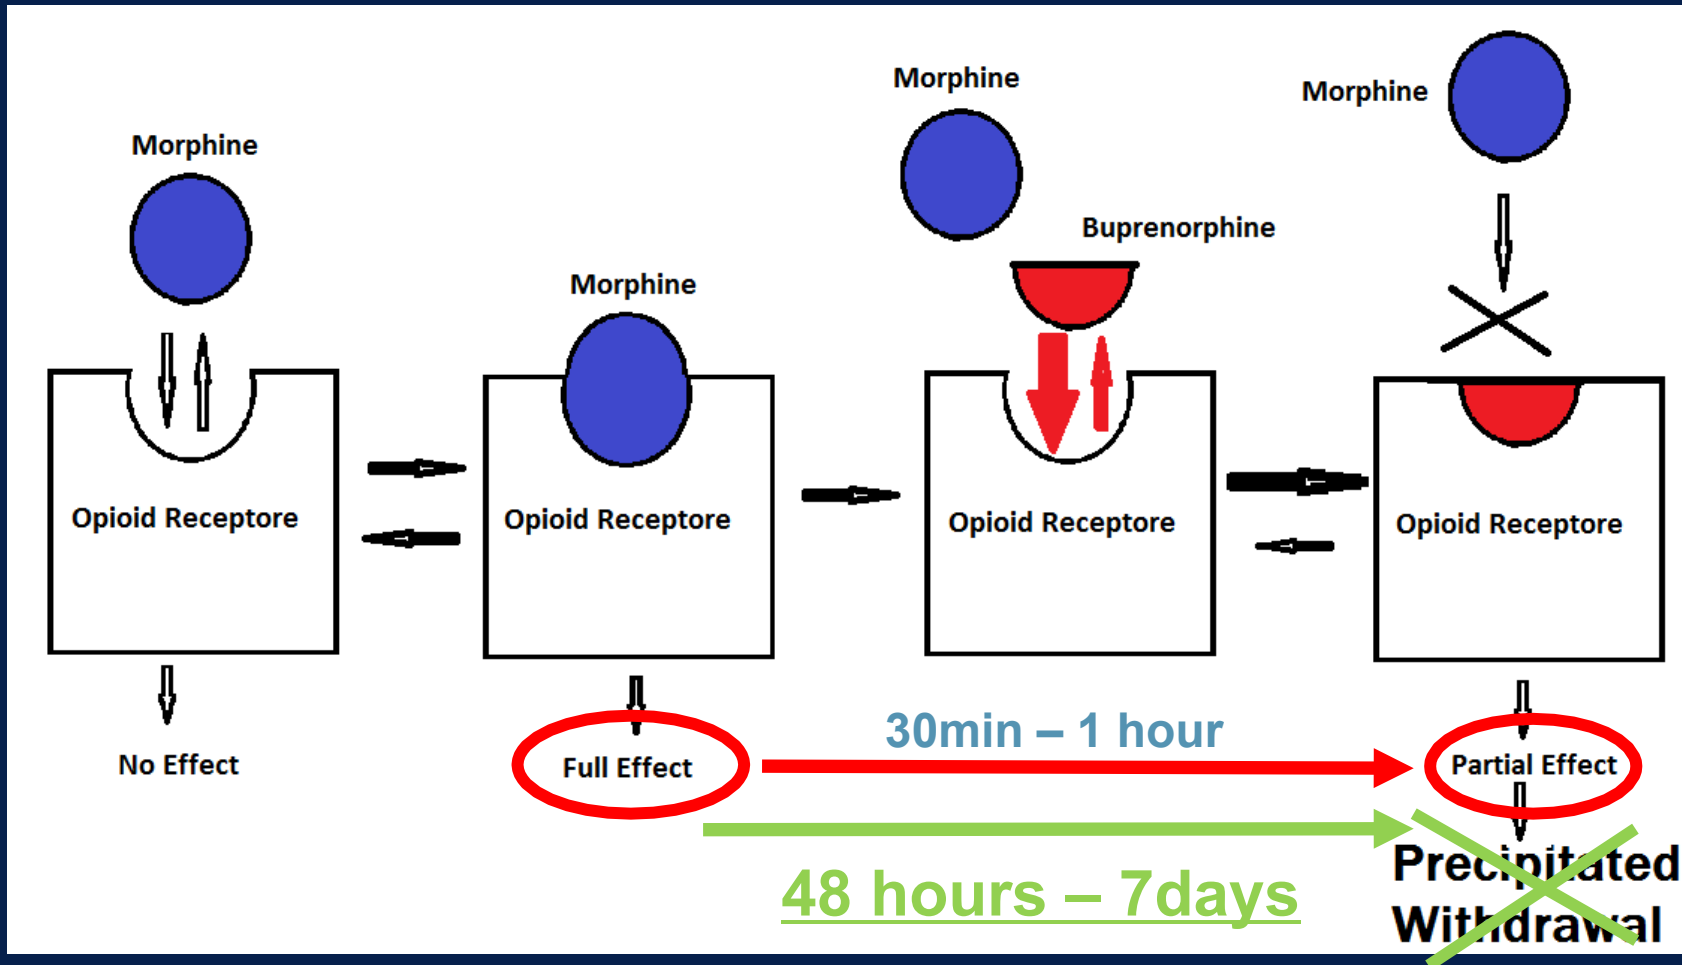 Morphine
Morphine
Morphine
Buprenorphine
Morphine
Opioid Receptore
Opioid Receptore
Opioid Receptore
Opioid Receptore
No Effect
Full Effect
30min – 1 hour
Partial Effect
48 hours – 7days
Precipitated
Withdrawal